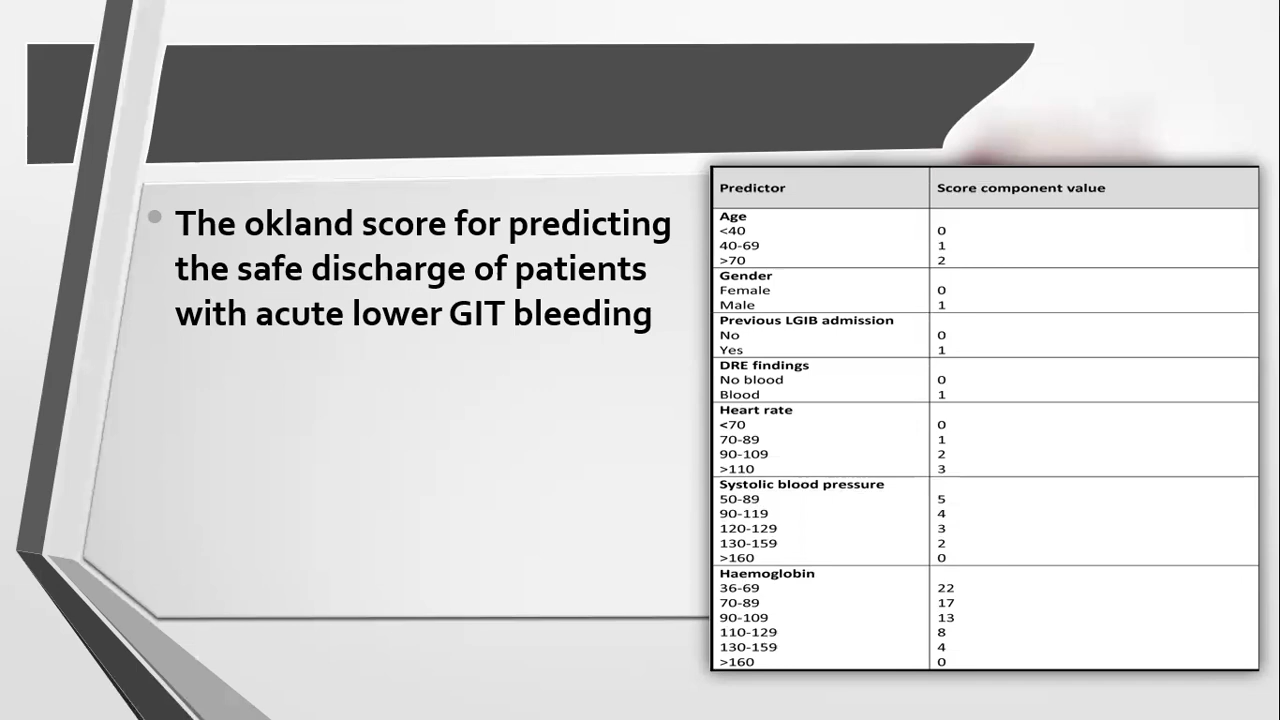 The okland score for predicting
the safe discharge of patients
with acute lower GIT bleeding
Predictor Score component value
Age
<40 0
40-69 1
>70 2
Gender
Female 0
Male 1
Previous LGIB admission
No 0
Yes 1
DRE findings
No blood 0
Blood 1
Heart rate
<70 0
70-89 1
90-109 2
>110 3
Systolic blood pressure
50-89 5
90-119 4
120-129 3
130-159 2
>160 0
Haemoglobin
36-69 22
70-89 17
90-109 13
110-129 8
130-159 4
>160 0